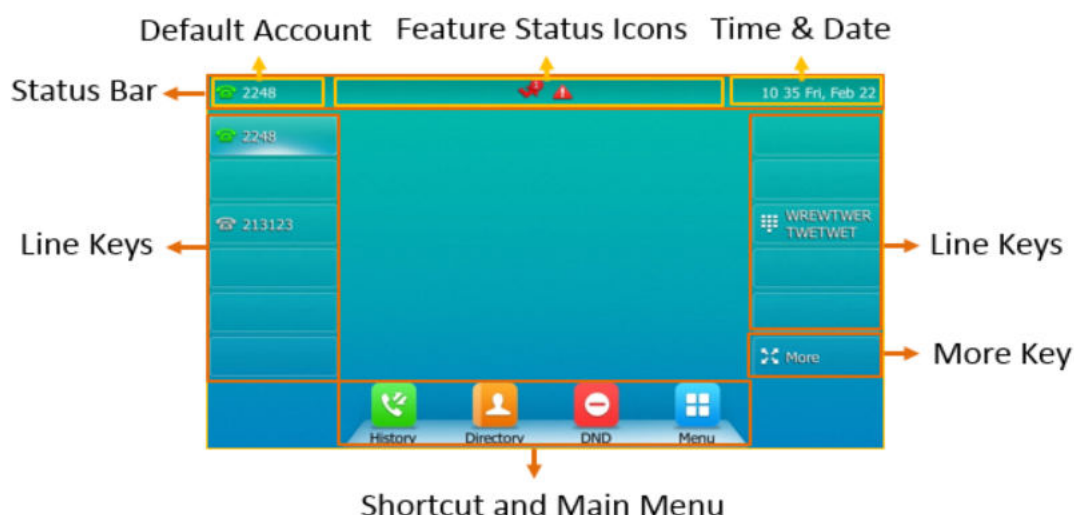 Default Account Feature Status Icons Time & Date
Status Bar
2248
10 35 Fri, Feb 22
2248
213123
WREWTWER
TWETWET
Line Keys
Line Keys
More
More Key
History Directory DND Menu
Shortcut and Main Menu